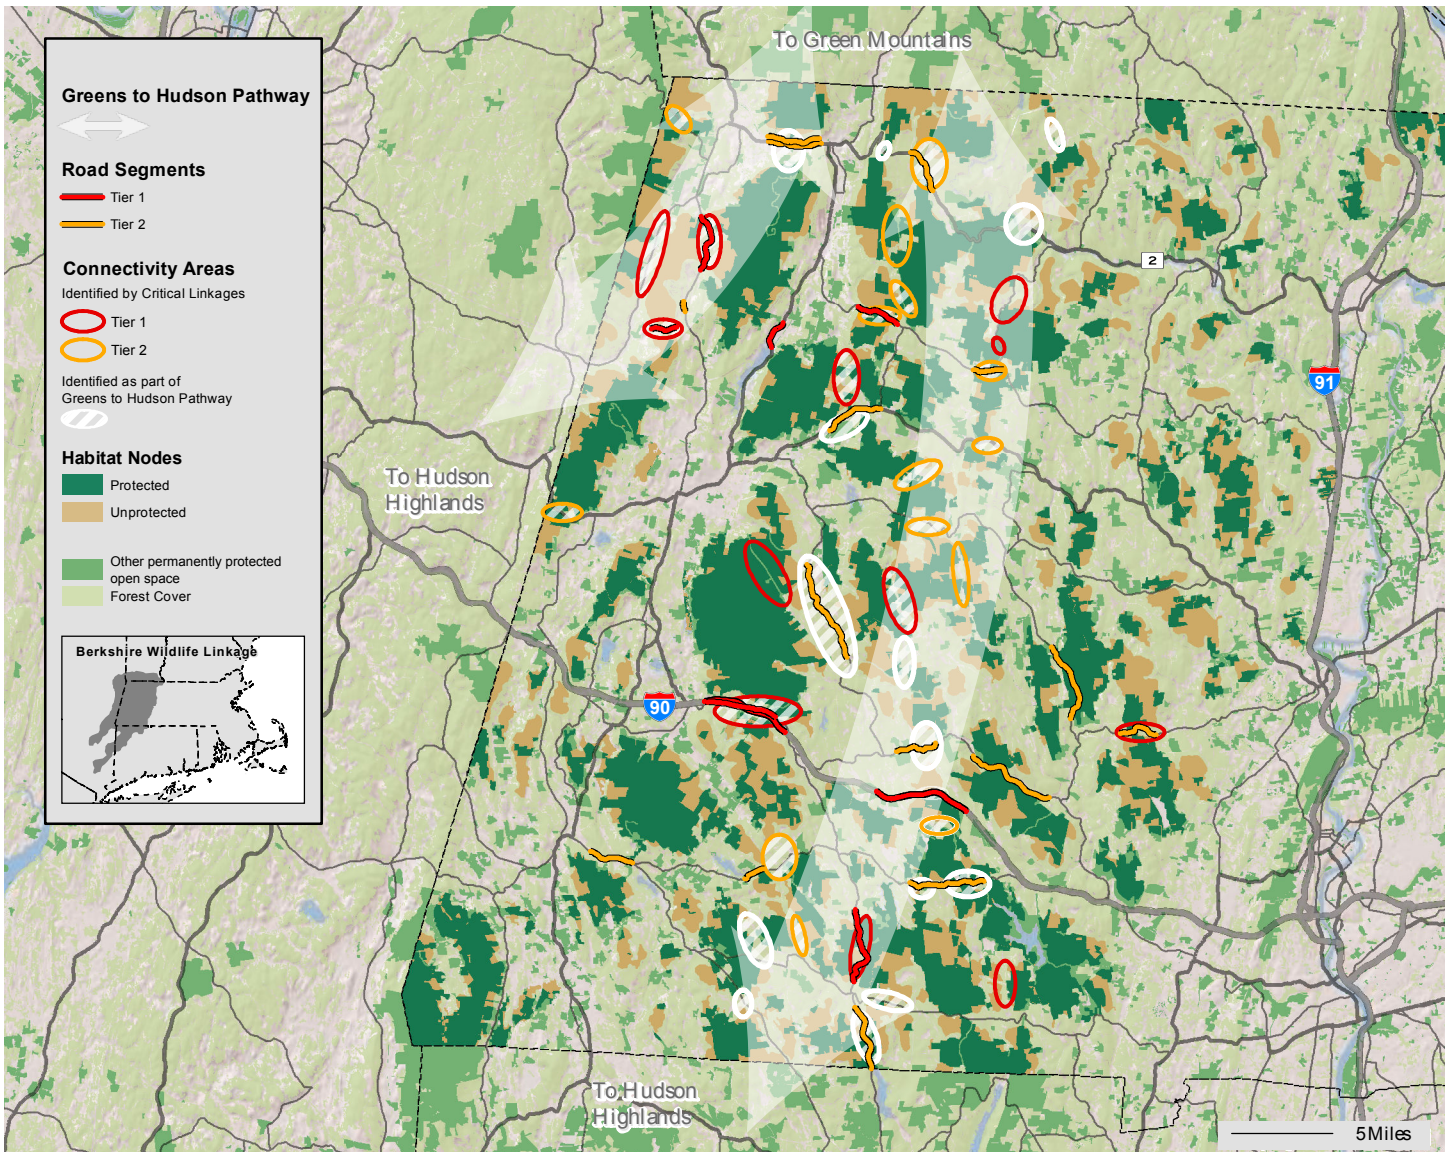 To Green Mountains
Greens to Hudson Pathway
Road Segments
Tier 1
Tier 2
Connectivity Areas
Identified by Critical Linkages
Tier 1
Tier 2
Identified as part of
Greens to Hudson Pathway
Habitat Nodes
Protected
Unprotected
Other permanently protected
open space
Forest Cover
Berkshire Wildlife Linkage
2
91
To Hudson
Highlands
90
To Hudson
Highlands
5 Miles